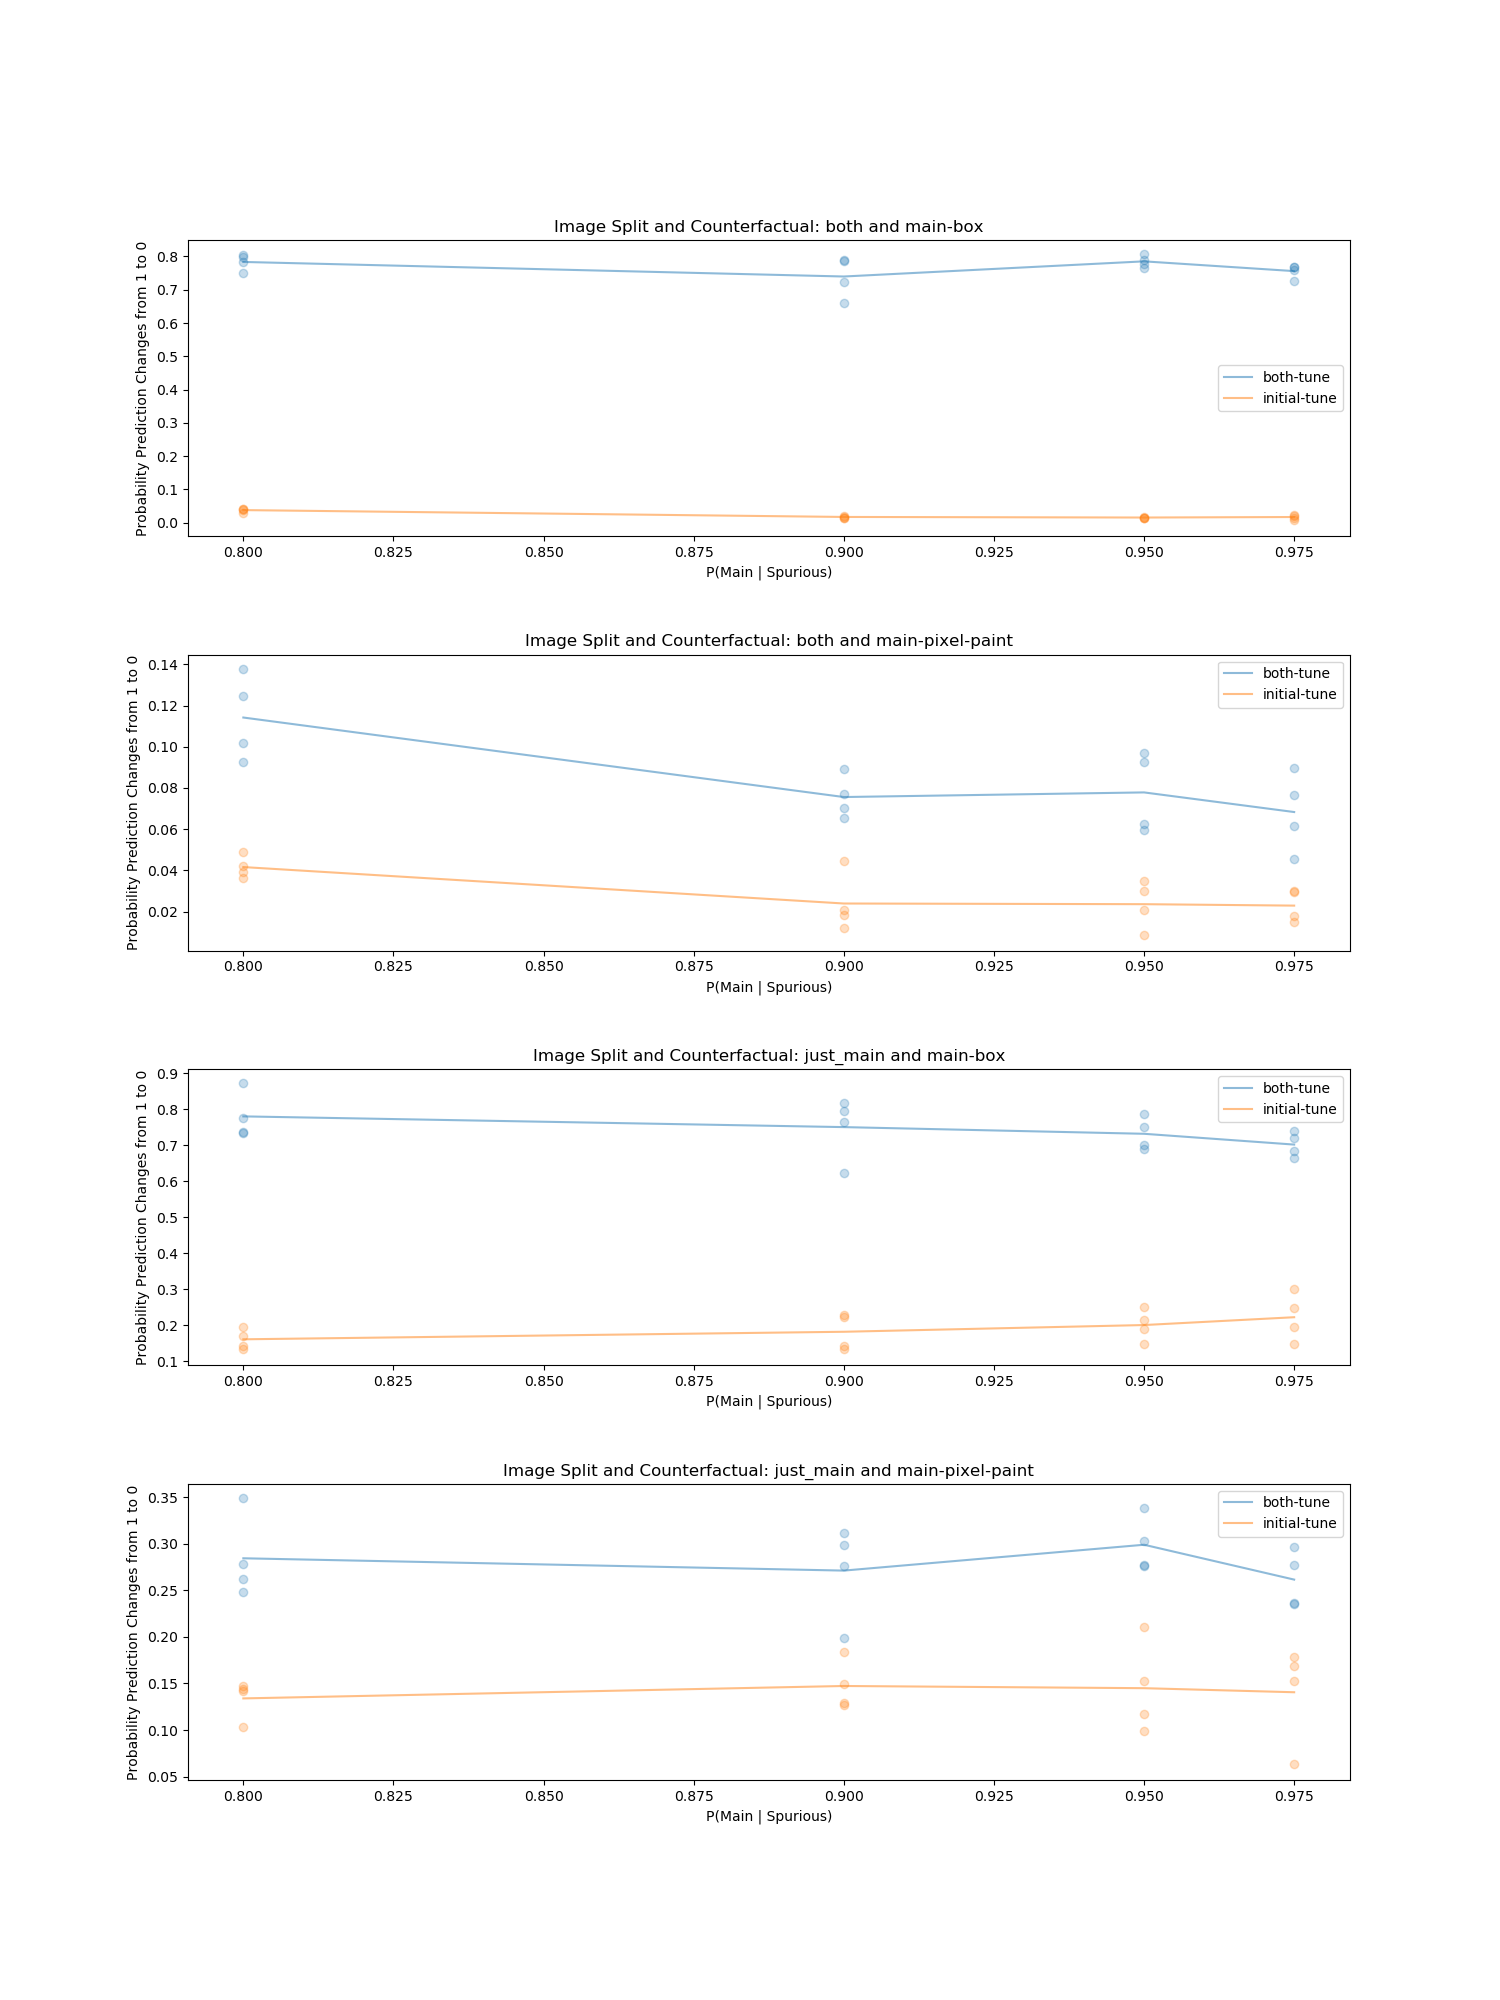 Image Split and Counterfactual: both and main-box
Probability Prediction Changes from 1 to 0
0.8
0.7
0.6
0.5
0.4
0.3
0.2
0.1
0.0
both-tune
initial-tune
0.800 0.825 0.850 0.875 0.900 0.925 0.950 0.975
P(Main | Spurious)
Image Split and Counterfactual: both and main-pixel-paint
Probability Prediction Changes from 1 to 0
0.14
0.12
0.10
0.08
0.06
0.04
0.02
both-tune
initial-tune
0.800 0.825 0.850 0.875 0.900 0.925 0.950 0.975
P(Main | Spurious)
Image Split and Counterfactual: just_main and main-box
Probability Prediction Changes from 1 to 0
0.9
0.8
0.7
0.6
0.5
0.4
0.3
0.2
0.1
both-tune
initial-tune
0.800 0.825 0.850 0.875 0.900 0.925 0.950 0.975
P(Main | Spurious)
Image Split and Counterfactual: just_main and main-pixel-paint
Probability Prediction Changes from 1 to 0
0.35
0.30
0.25
0.20
0.15
0.10
0.05
both-tune
initial-tune
0.800 0.825 0.850 0.875 0.900 0.925 0.950 0.975
P(Main | Spurious)